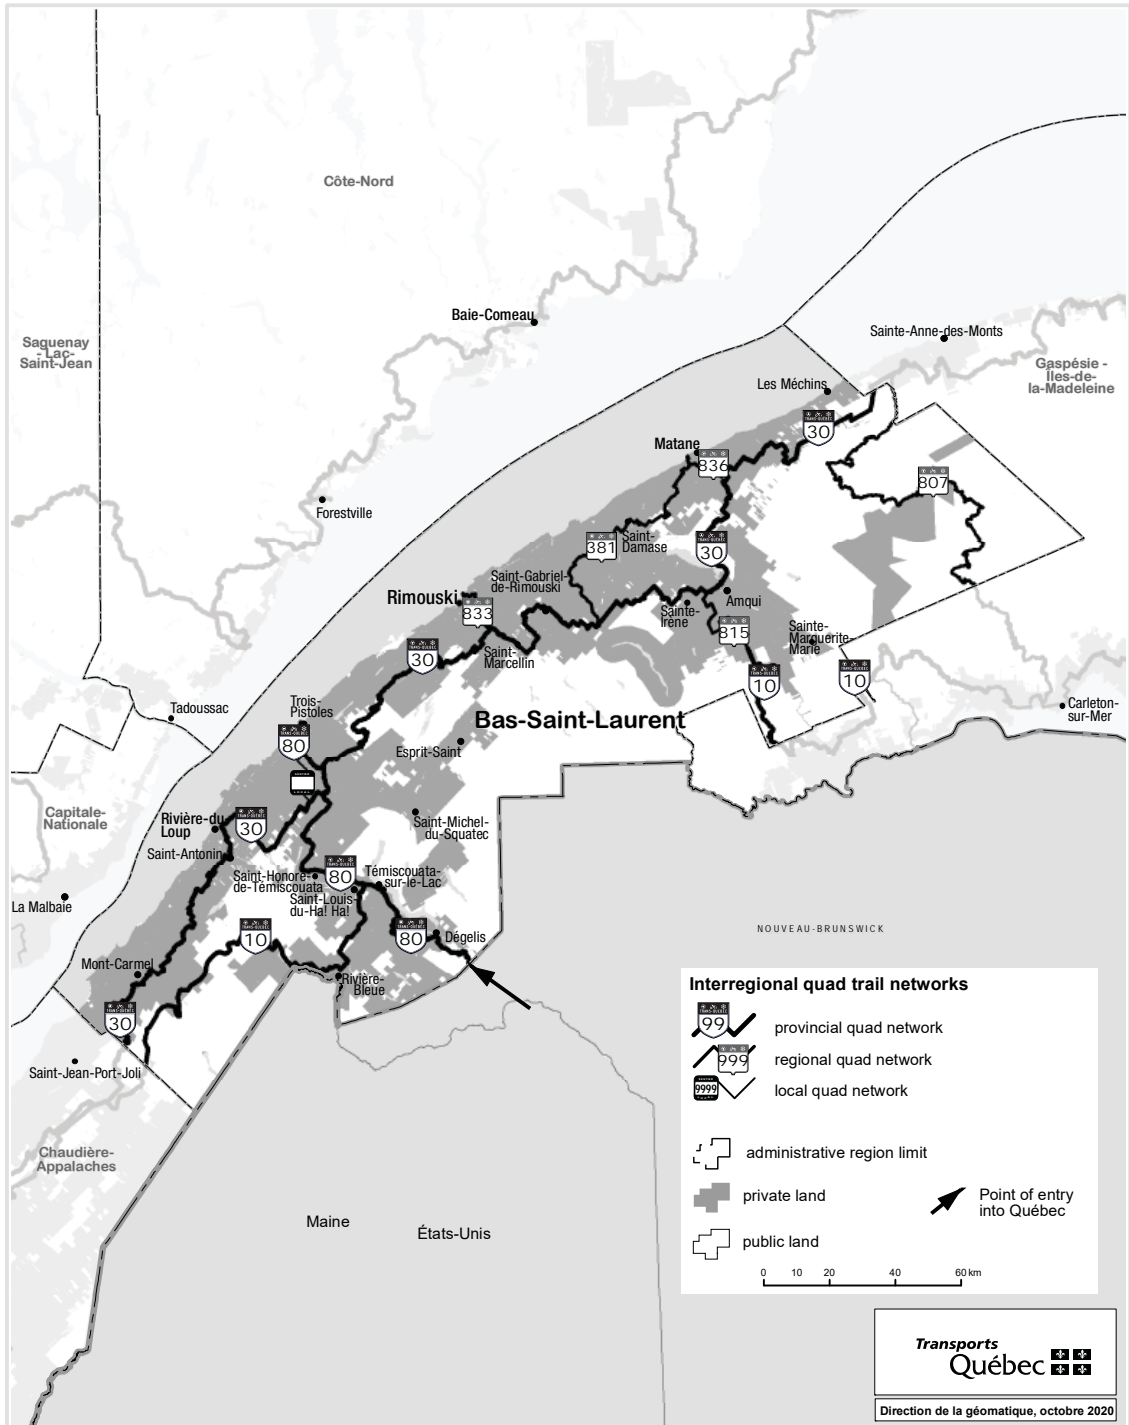 Côte-Nord
Baie-Comeau
Saguenay
- Lac-
Saint-Jean
Sainte-Anne-des-Monts
Gaspésie -
Îles-de-
la-Madeleine
Les Méchins
30
Matane
836
807
Forestville
381
Saint-
Damase
30
Saint-Gabriel-
de-Rimouski
Rimouski
833
Sainte-
Irène
Amqui
815
Sainte-
Marguerite-
Marie
30
Saint-
Marcellin
10
10
Carleton-
sur-Mer
Tadoussac
Trois-
Pistoles
80
Bas-Saint-Laurent
Esprit-Saint
Capitale-
Nationale
Rivière-du-
Loup
30
Saint-Michel-
du-Squatec
Saint-Antonin
Saint-Honoré-
de-Témiscouata
80
Témiscouata-
sur-le-Lac
Saint-Louis-
du-Ha! Ha!
La Malbaie
10
80
Dégelis
NOUVEAU-BRUNSWICK
Mont-Carmel
Rivière-
Bleue
30
Saint-Jean-Port-Joli
Chaudière-
Appalaches
Maine
États-Unis
Interregional quad trail networks
TRANS-QUÉBEC
99
provincial quad network
999
regional quad network
9999
local quad network
administrative region limit
private land
Point of entry
into Québec
public land
0 10 20 40 60 km
Transports
Québec
Direction de la géomatique, octobre 2020